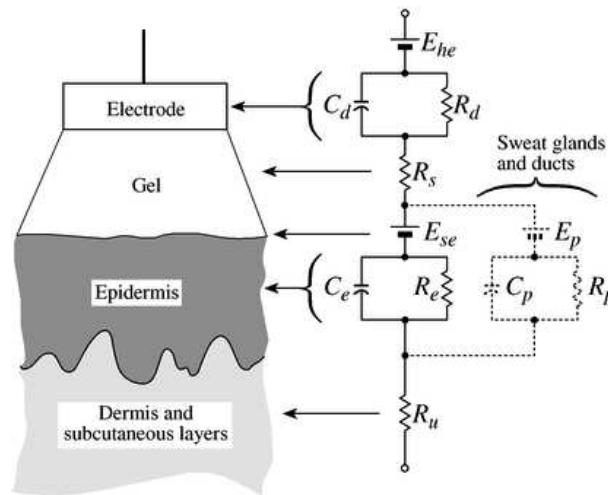 E_he
Electrode
C_d
R_d
Sweat glands
and ducts
Gel
R_s
E_se
E_p
Epidermis
C_e
R_e
C_p
Dermis and
subcutaneous layers
R_u